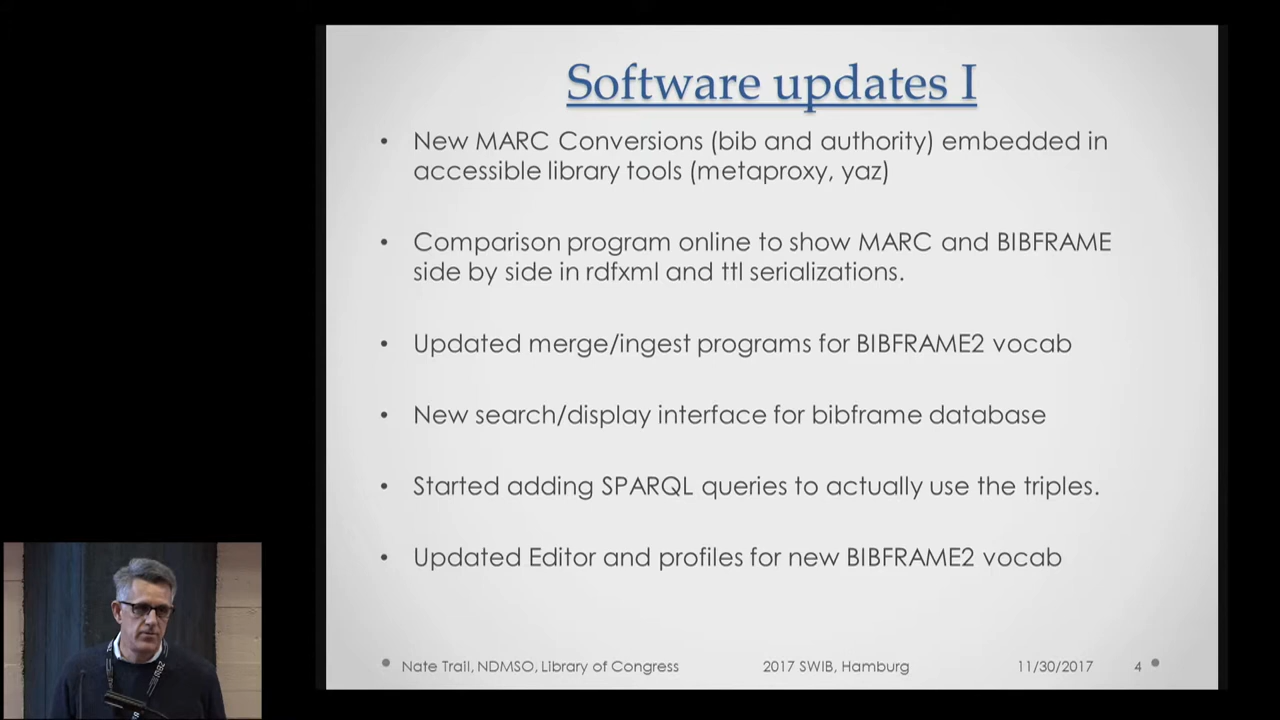 Software updates I
• New MARC Conversions (bib and authority) embedded in
accessible library tools (metaproxy, yaz)
• Comparison program online to show MARC and BIBFRAME
side by side in rdfxml and ttl serializations.
• Updated merge/ingest programs for BIBFRAME2 vocab
• New search/display interface for bibframe database
• Started adding SPARQL queries to actually use the triples.
• Updated Editor and profiles for new BIBFRAME2 vocab
Nate Trail, NDMSO, Library of Congress 2017 SWIB, Hamburg 11/30/2017 4